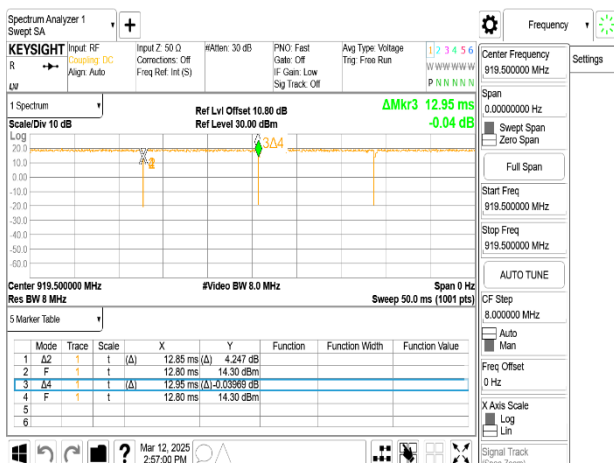 Spectrum Analyzer 1
Swept SA
+
Frequency
KEYSIGHT Input: RF Input Z: 50 Ω #Atten: 30 dB PNO: Fast Avg Type: Voltage 1 2 3 4 5 6
R Coupling: DC Corrections: Off Gate: Off Trig: Free Run W W W W W W
Align: Auto Freq Ref: Int (S) IF Gain: Low
Sig Track: Off P N N N N N
Center Frequency
919.500000 MHz
Settings
Span
0.00000000 Hz
Swept Span
Zero Span
Full Span
Start Freq
919.500000 MHz
Stop Freq
919.500000 MHz
AUTO TUNE
CF Step
8.000000 MHz
Auto
Man
Freq Offset
0 Hz
X Axis Scale
Log
Lin
Signal Track
1 Spectrum
Ref Lvl Offset 10.80 dB
ΔMkr3 12.95 ms
Scale/Div 10 dB
Ref Level 30.00 dBm
-0.04 dB
Log
3Δ4
20.0
10.0
0.00
-10.0
-20.0
-30.0
-40.0
-50.0
-60.0
Center 919.500000 MHz #Video BW 8.0 MHz Span 0 Hz
Res BW 8 MHz Sweep 50.0 ms (1001 pts)
5 Marker Table
Mode Trace Scale X Y Function Function Width Function Value
1 Δ2 1 t (Δ) 12.85 ms (Δ) 4.247 dB
2 F 1 t 12.80 ms 14.30 dBm
3 Δ4 1 t (Δ) 12.95 ms (Δ) -0.03969 dB
4 F 1 t 12.80 ms 14.30 dBm
5
6
? Mar 12, 2025
2:57:00 PM